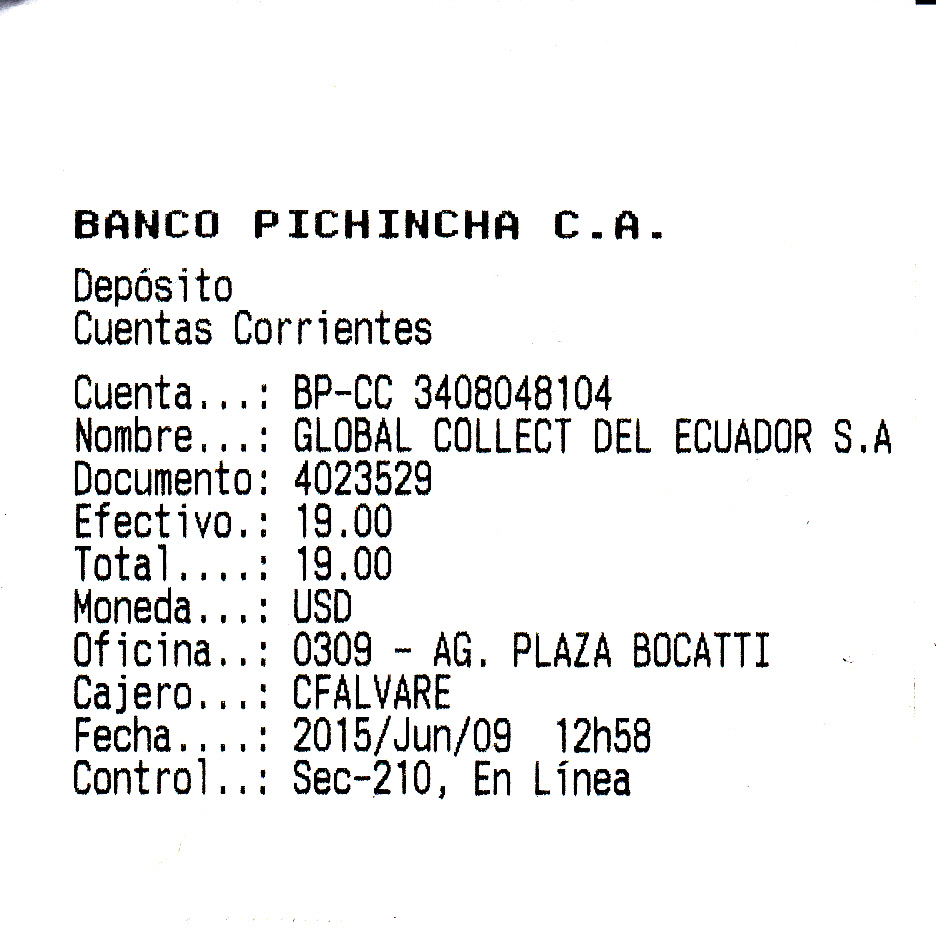 BANCO PICHINCHA C.A.
Depósito
Cuentas Corrientes
Cuenta...: BP-CC 3408048104
Nombre...: GLOBAL COLLECT DEL ECUADOR S.A
Documento: 4023529
Efectivo.: 19.00
Total....: 19.00
Moneda...: USD
Oficina..: 0309 - AG. PLAZA BOCATTI
Cajero...: CFALVARE
Fecha....: 2015/Jun/09  12h58
Control..: Sec-210, En Línea